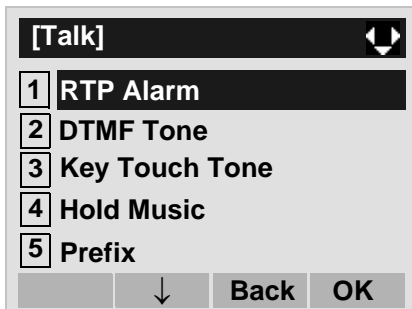 [Talk]
1 RTP Alarm
2 DTMF Tone
3 Key Touch Tone
4 Hold Music
5 Prefix
↓ Back OK